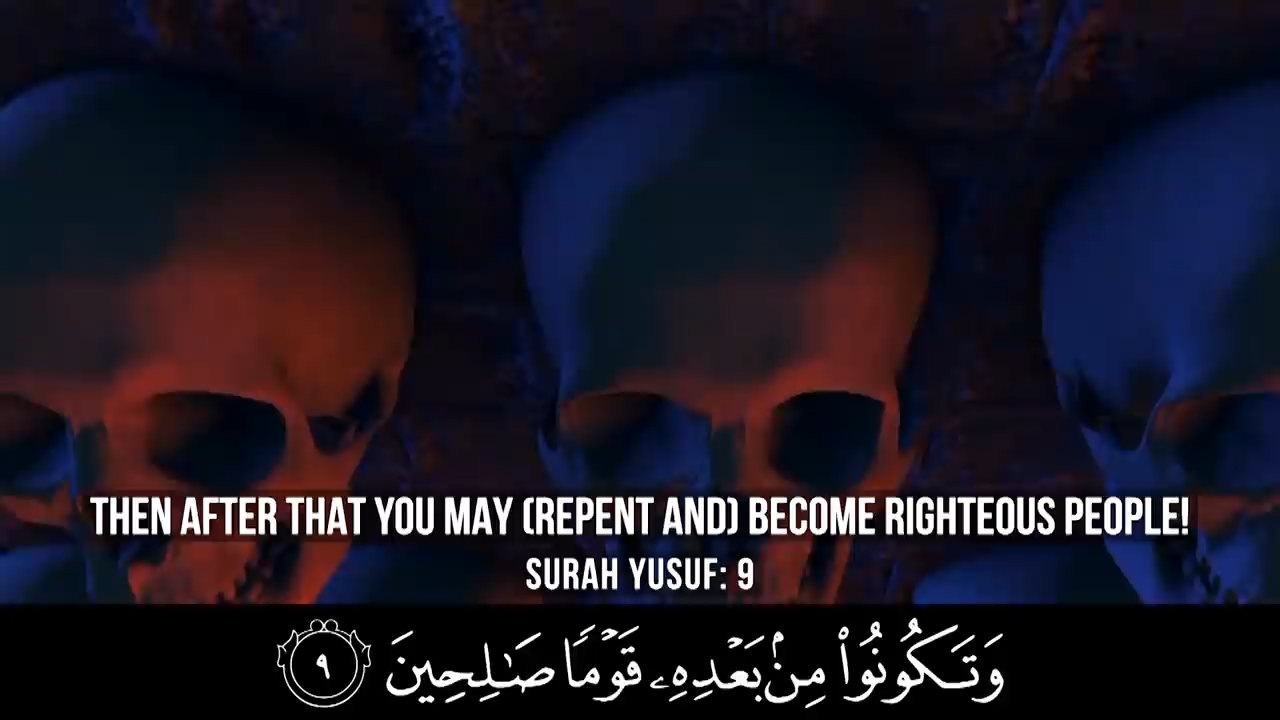 THEN AFTER THAT YOU MAY (REPENT AND) BECOME RIGHTEOUS PEOPLE!
SURAH YUSUF: 9
وَتَكُونُوا۟ مِنۢ بَعْدِهِۦ قَوْمًۭا صَـٰلِحِينَ ٩